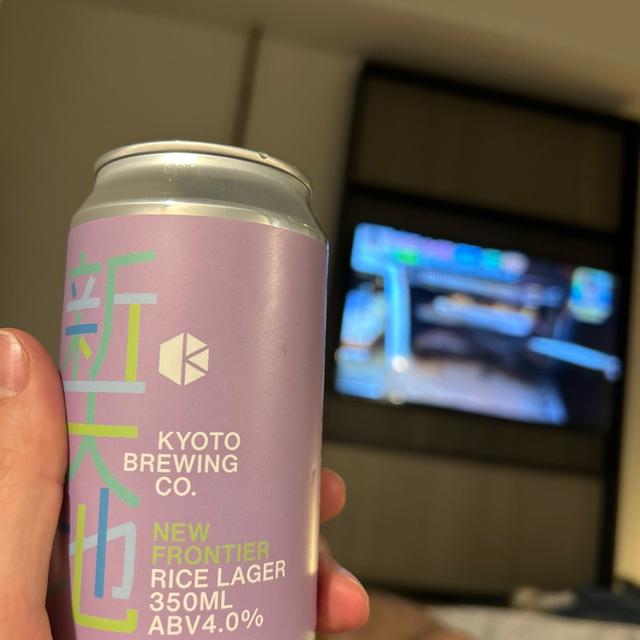 新天地
KYOTO
BREWING
CO.
NEW
FRONTIER
RICE LAGER
350ML
ABV4.0%